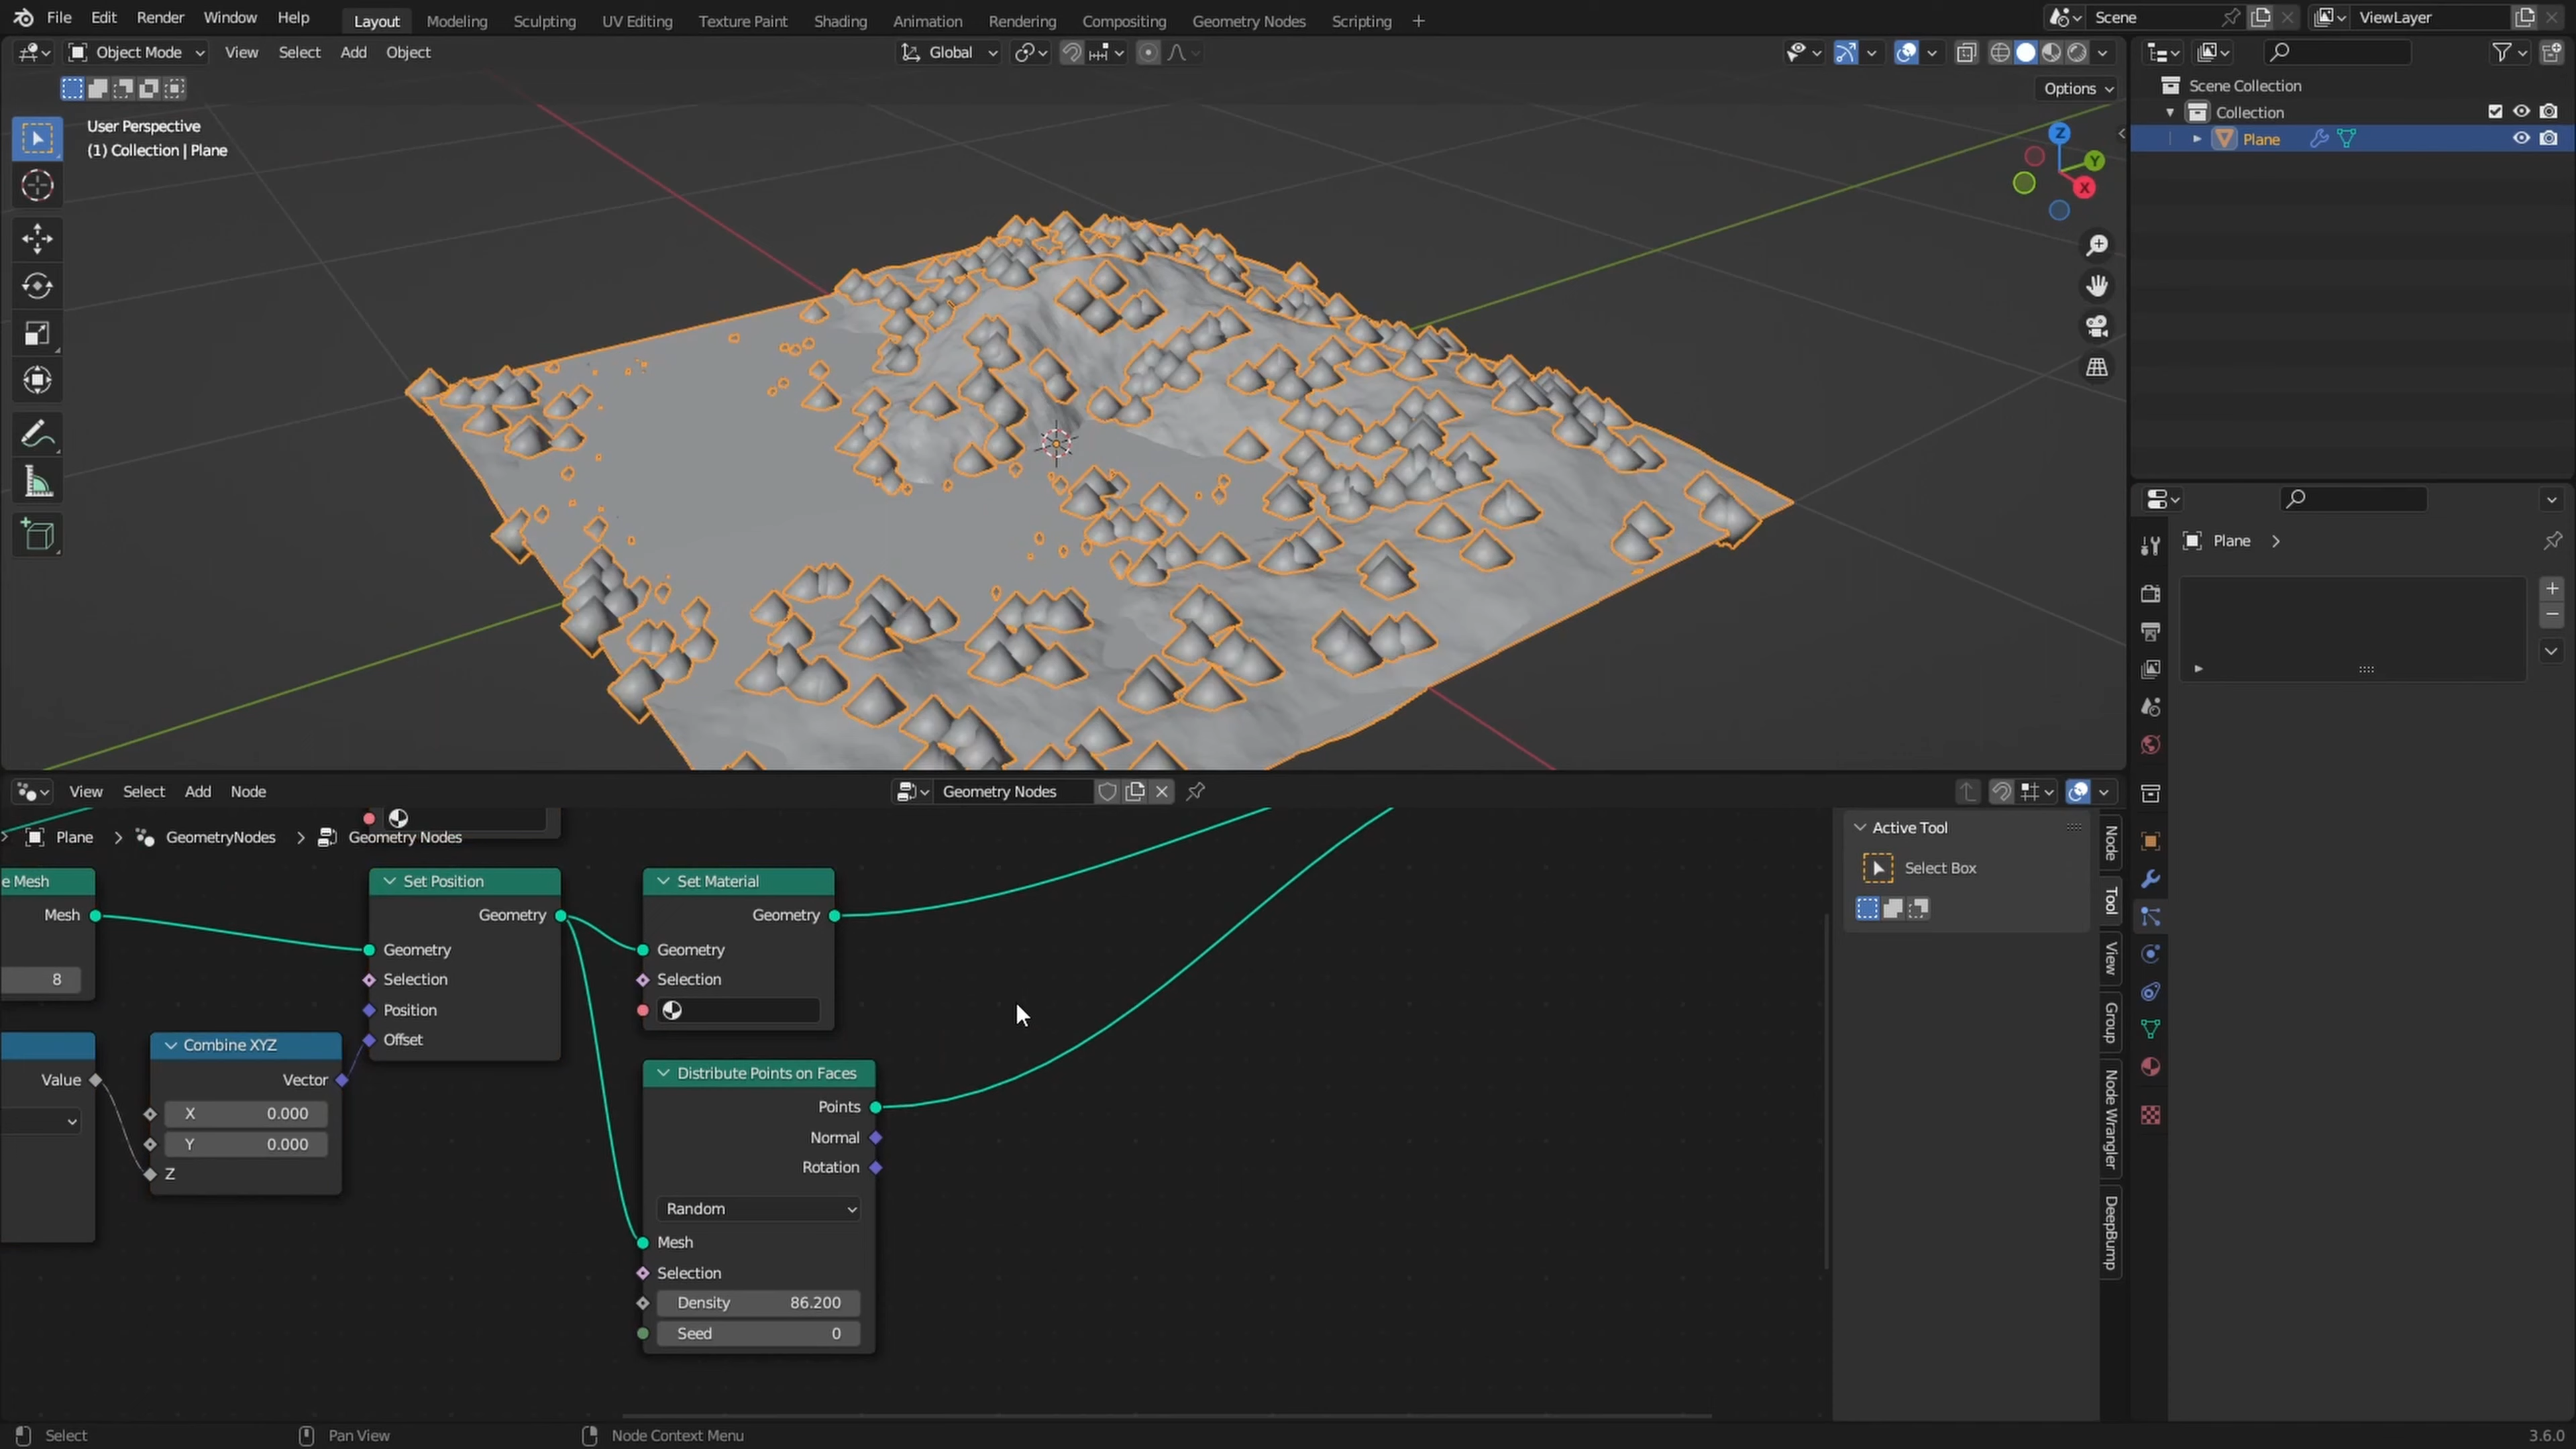 File Edit Render Window Help
Layout Modeling Sculpting UV Editing Texture Paint Shading Animation Rendering Compositing Geometry Nodes Scripting +
Scene
ViewLayer
Object Mode View Select Add Object
Global
Options
User Perspective
(1) Collection | Plane
Z
Y
X
Scene Collection
Collection
Plane
Plane
View Select Add Node
Geometry Nodes
Plane > GeometryNodes > Geometry Nodes
e Mesh
Mesh
8
Value
Combine XYZ
Vector
X 0.000
Y 0.000
Z
Set Position
Geometry
Geometry
Selection
Position
Offset
Set Material
Geometry
Geometry
Selection
Distribute Points on Faces
Points
Normal
Rotation
Random
Mesh
Selection
Density 86.200
Seed 0
Active Tool
Select Box
Node
Tool
View
Group
Node Wrangler
DeepBump
Select
Pan View
Node Context Menu
3.6.0